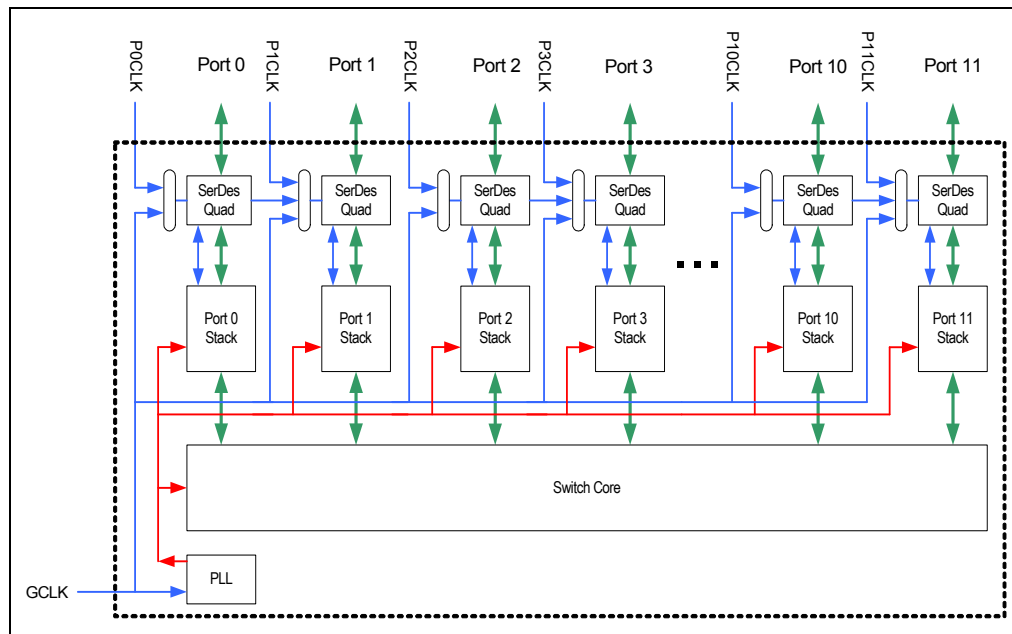 P0CLK
Port 0
P1CLK
Port 1
P2CLK
Port 2
P3CLK
Port 3
P10CLK
Port 10
P11CLK
Port 11
SerDes
Quad
SerDes
Quad
SerDes
Quad
SerDes
Quad
SerDes
Quad
SerDes
Quad
Port 0
Stack
Port 1
Stack
Port 2
Stack
Port 3
Stack
Port 10
Stack
Port 11
Stack
Switch Core
PLL
GCLK